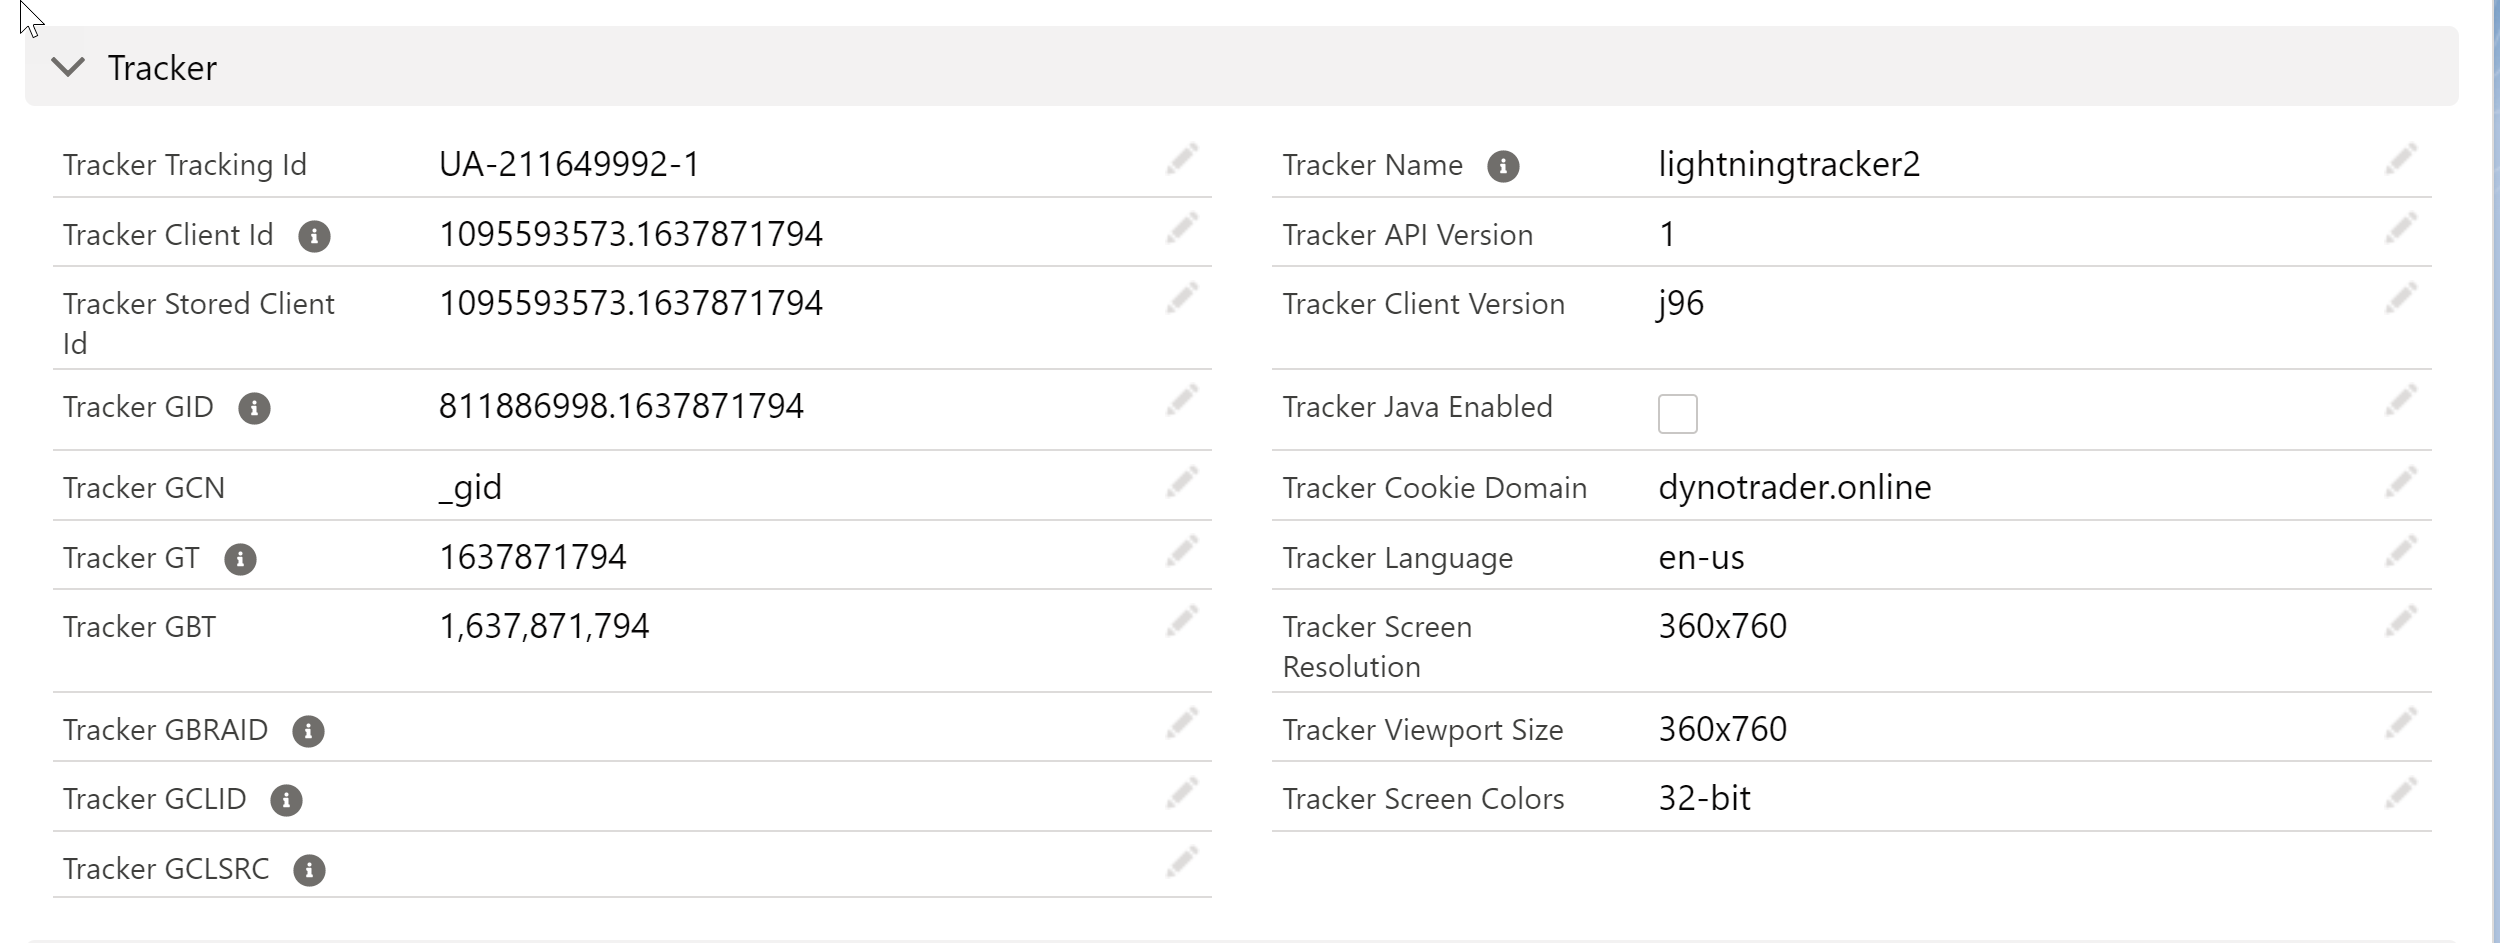 Tracker
Tracker Tracking Id UA-211649992-1
Tracker Name lightningtracker2
Tracker Client Id 1095593573.1637871794
Tracker API Version 1
Tracker Stored Client
Id 1095593573.1637871794
Tracker Client Version j96
Tracker GID 811886998.1637871794
Tracker Java Enabled
Tracker GCN _gid
Tracker Cookie Domain dynotrader.online
Tracker GT 1637871794
Tracker Language en-us
Tracker GBT 1,637,871,794
Tracker Screen
Resolution 360x760
Tracker GBRAID
Tracker Viewport Size 360x760
Tracker GCLID
Tracker Screen Colors 32-bit
Tracker GCLSRC